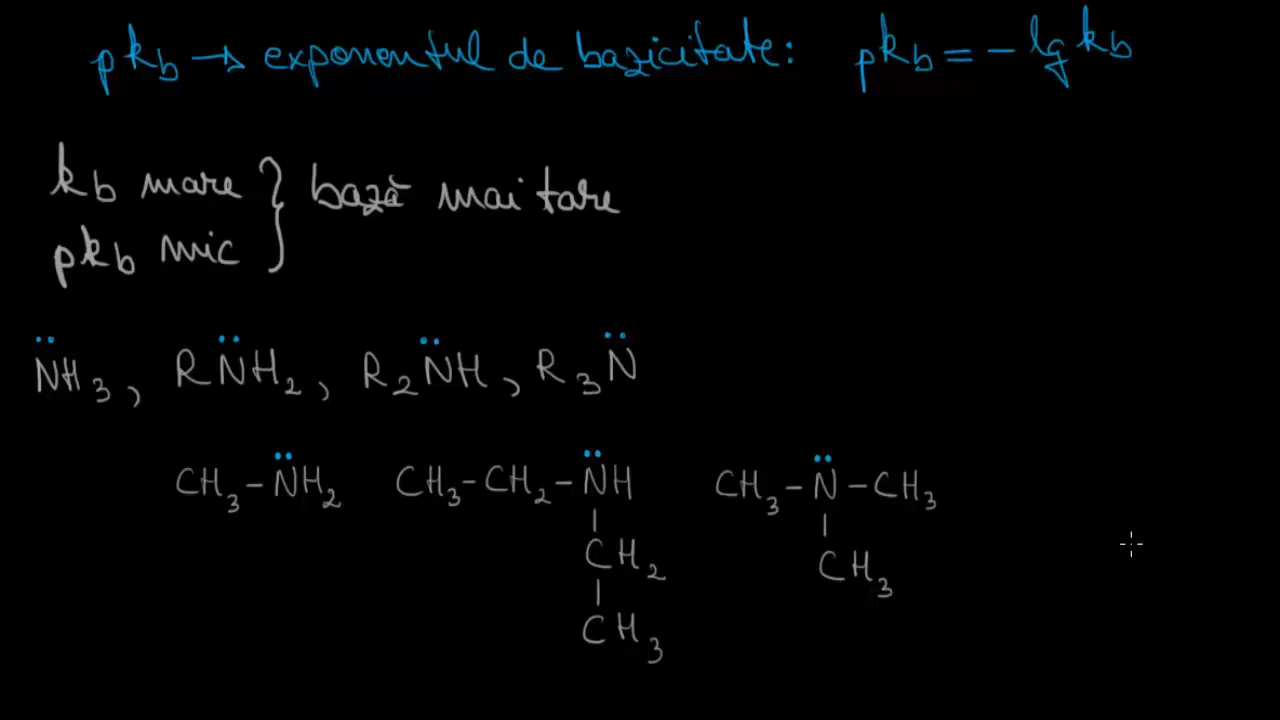 pkb → exponentul de bazicitate: pkb = - lg kb
kb mare } bază mai tare
pkb mic
NH3, RNH2, R2NH, R3N
CH3-NH2 CH3-CH2-NH CH3-N-CH3
CH2 CH3
CH3